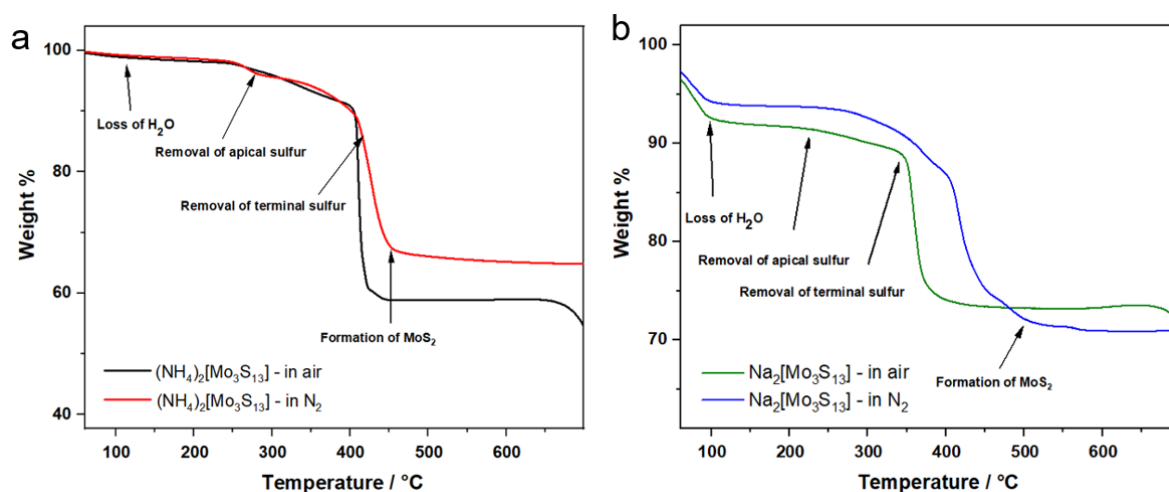 a
100
80
60
40
Weight %
Loss of H₂O
Removal of apical sulfur
Removal of terminal sulfur
Formation of MoS₂
(NH₄)₂[Mo₃S₁₃] - in air
(NH₄)₂[Mo₃S₁₃] - in N₂
100 200 300 400 500 600
Temperature / °C
b
100
90
80
70
Weight %
Loss of H₂O
Removal of apical sulfur
Removal of terminal sulfur
Formation of MoS₂
Na₂[Mo₃S₁₃] - in air
Na₂[Mo₃S₁₃] - in N₂
100 200 300 400 500 600
Temperature / °C